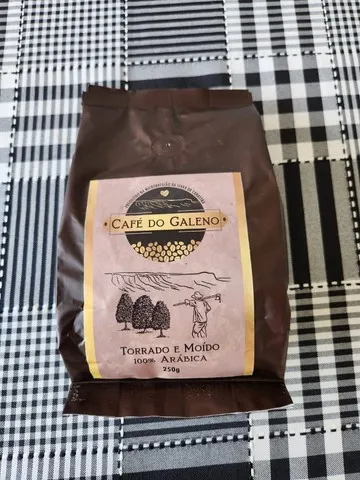 CAFÉ DO GALENO
TORRADO E MOÍDO
100% ARÁBICA
250g